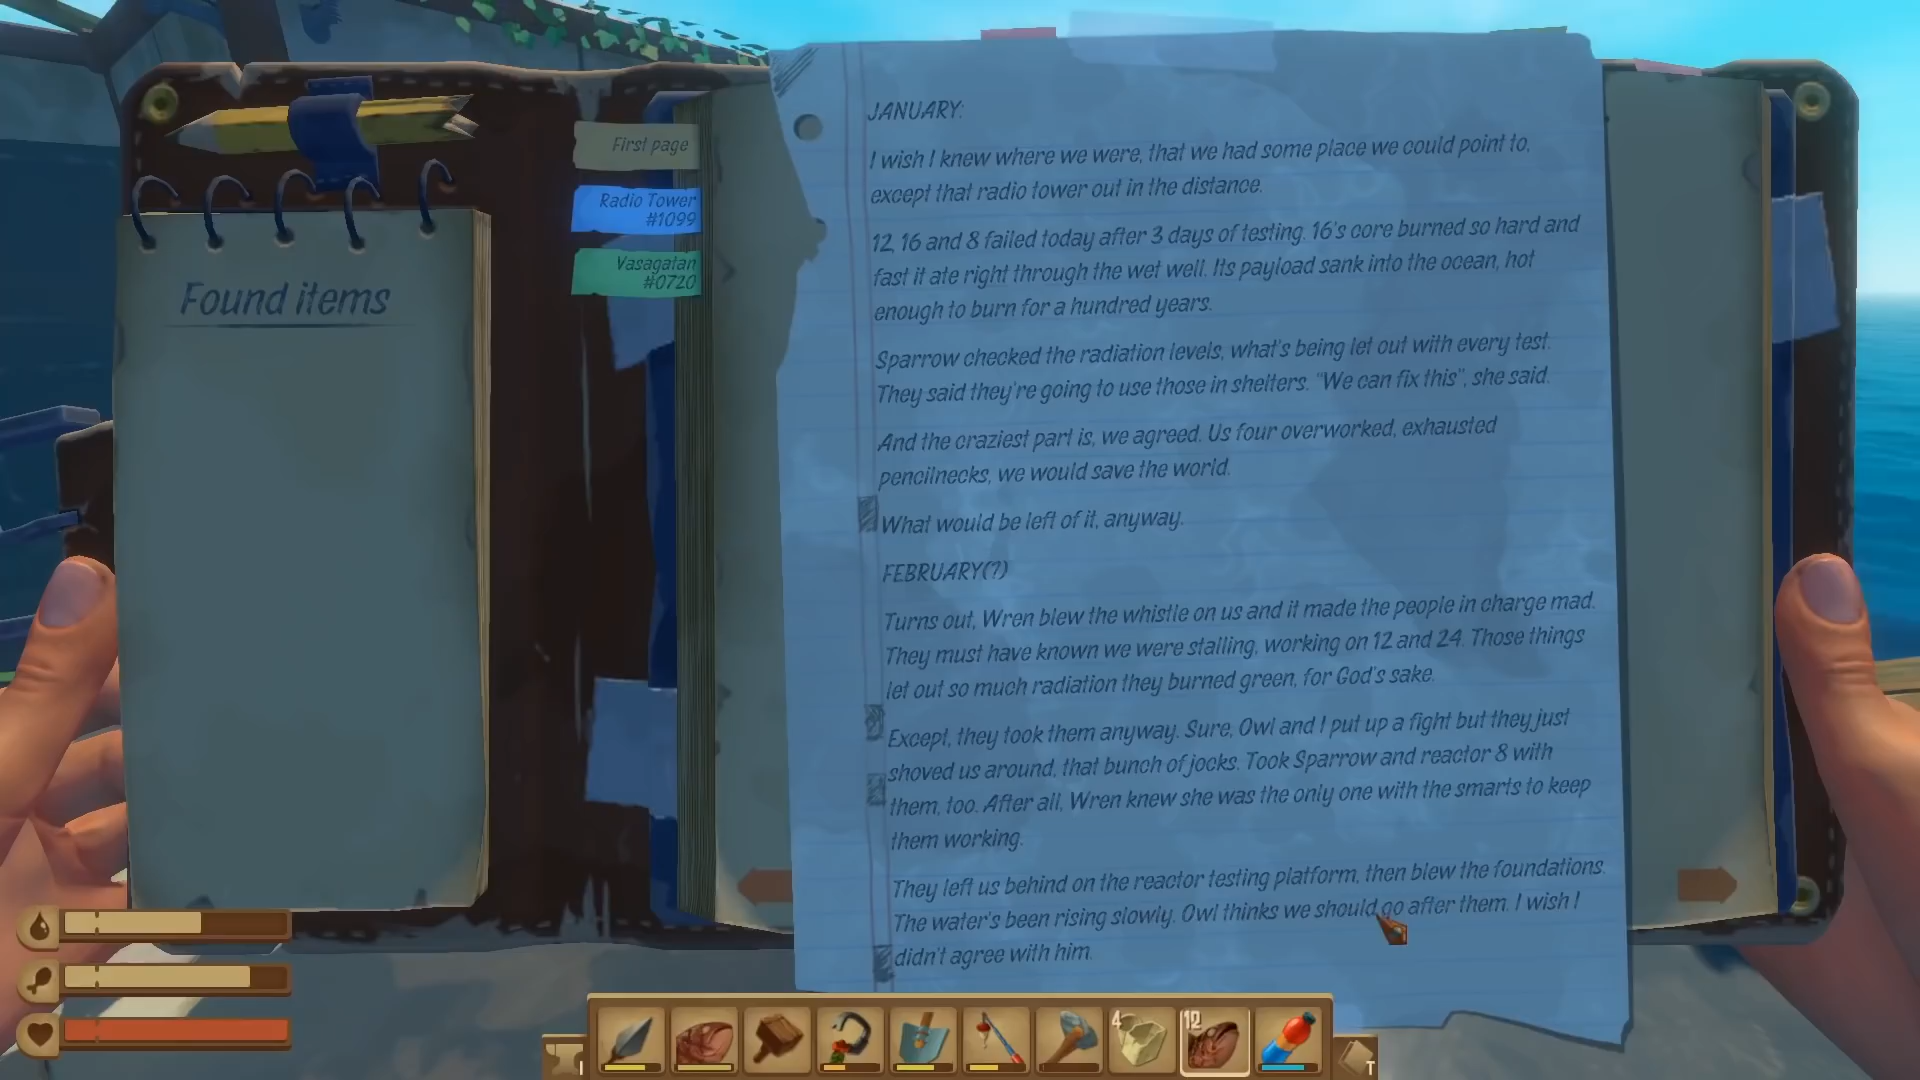 First page
Radio Tower
#1099
Vasagatan
#0720
Found items
JANUARY:
I wish I knew where we were, that we had some place we could point to,
except that radio tower out in the distance.
12, 16 and 8 failed today after 3 days of testing. 16's core burned so hard and
fast it ate right through the wet well. Its payload sank into the ocean, hot
enough to burn for a hundred years.
Sparrow checked the radiation levels, what's being let out with every test.
They said they're going to use those in shelters. "We can fix this", she said.
And the craziest part is, we agreed. Us four overworked, exhausted
pencilnecks, we would save the world.
What would be left of it, anyway.
FEBRUARY(?)
Turns out, Wren blew the whistle on us and it made the people in charge mad.
They must have known we were stalling, working on 12 and 24. Those things
let out so much radiation they burned green, for God's sake.
Except, they took them anyway. Sure, Owl and I put up a fight but they just
shoved us around, that bunch of jocks. Took Sparrow and reactor 8 with
them, too. After all, Wren knew she was the only one with the smarts to keep
them working.
They left us behind on the reactor testing platform, then blew the foundations.
The water's been rising slowly. Owl thinks we should go after them. I wish I
didn't agree with him.
4
12
I
T